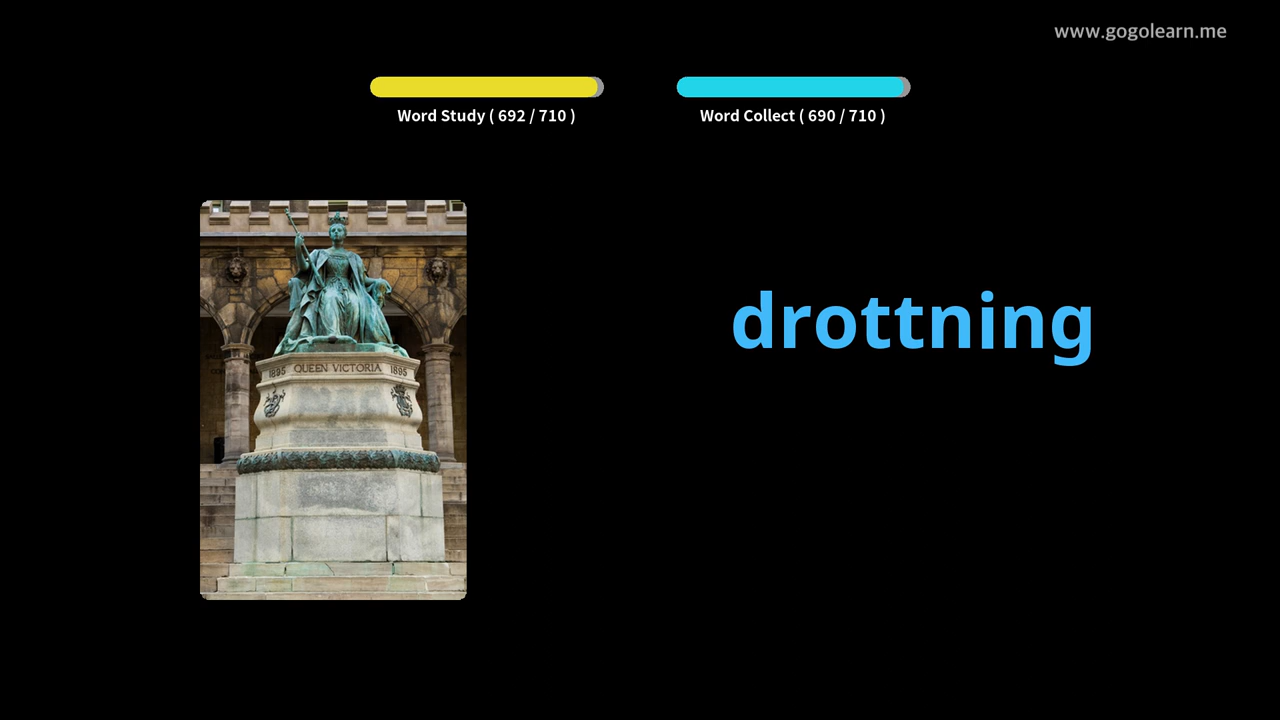 www.gogolearn.me
Word Study ( 692 / 710 )
Word Collect ( 690 / 710 )
drottning
1895 QUEEN VICTORIA 1895